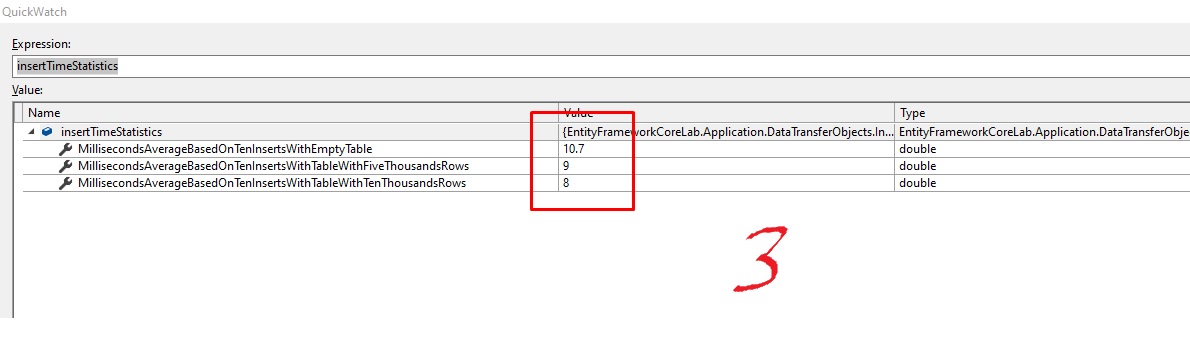 QuickWatch
Expression:
insertTimeStatistics
Value:
Name Value Type
insertTimeStatistics {EntityFrameworkCoreLab.Application.DataTransferObjects.In... EntityFrameworkCoreLab.Application.DataTransferObje
MillisecondsAverageBasedOnTenInsertsWithEmptyTable 10.7 double
MillisecondsAverageBasedOnTenInsertsWithTableWithFiveThousandsRows 9 double
MillisecondsAverageBasedOnTenInsertsWithTableWithTenThousandsRows 8 double
3